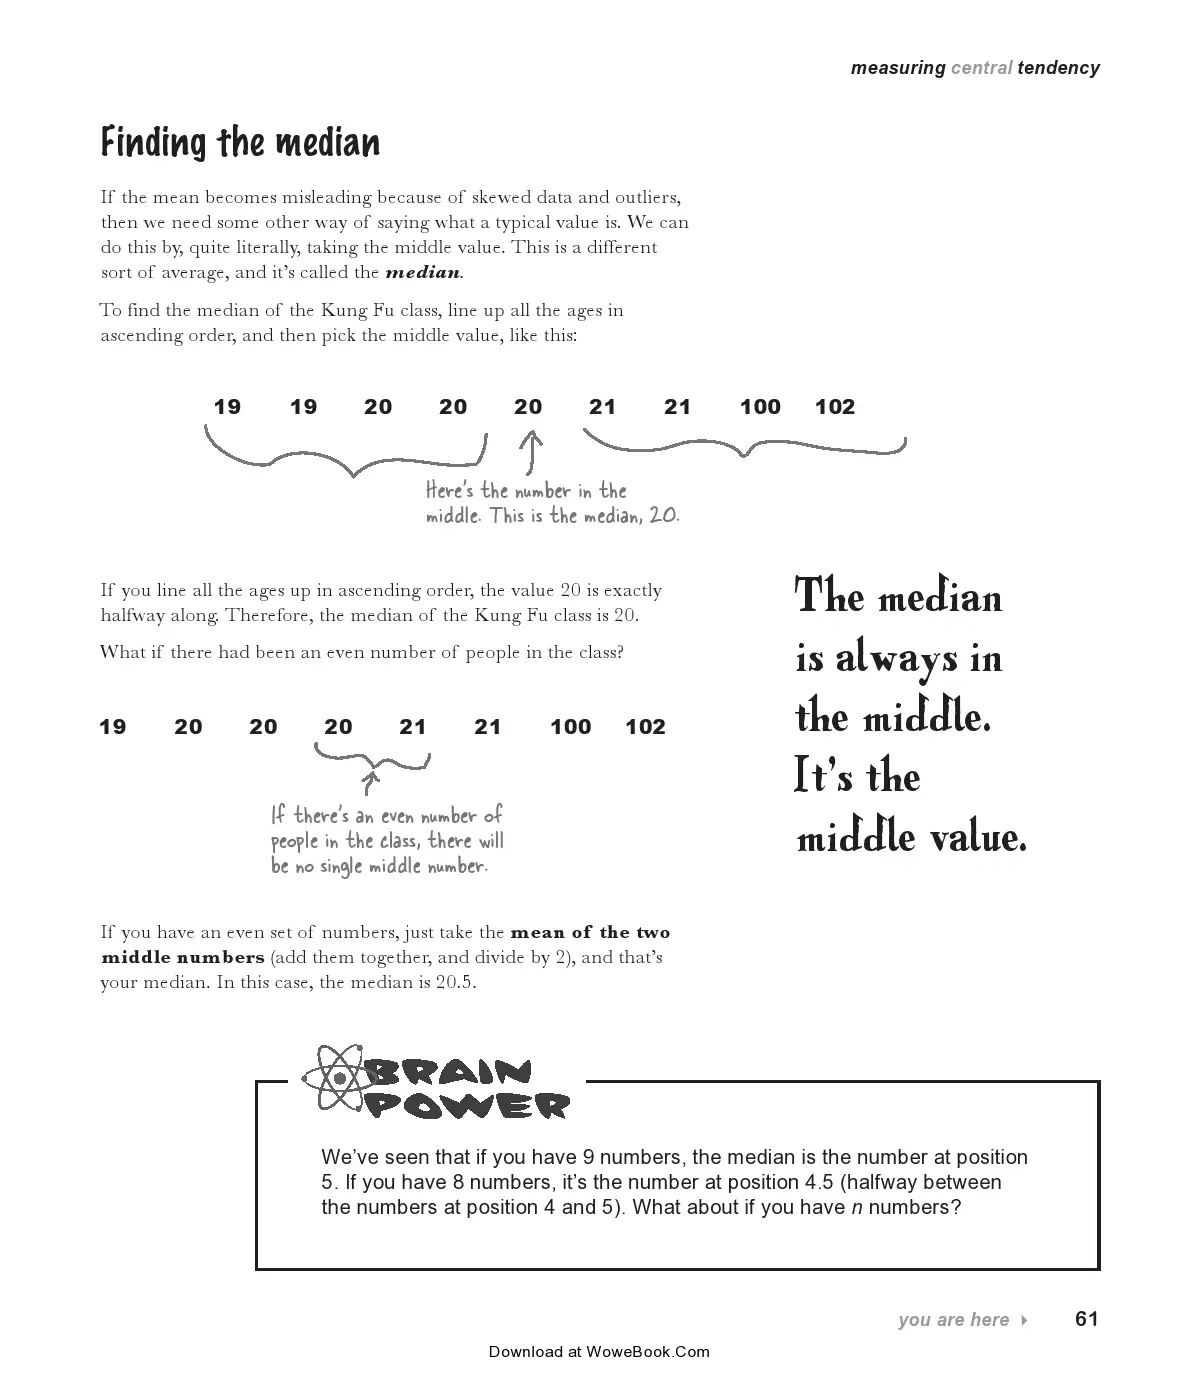 measuring central tendency
Finding the median
If the mean becomes misleading because of skewed data and outliers,
then we need some other way of saying what a typical value is. We can
do this by, quite literally, taking the middle value. This is a different
sort of average, and it's called the median.
To find the median of the Kung Fu class, line up all the ages in
ascending order, and then pick the middle value, like this:
19 19 20 20 20 21 21 100 102
Here's the number in the
middle. This is the median, 20.
If you line all the ages up in ascending order, the value 20 is exactly
halfway along. Therefore, the median of the Kung Fu class is 20.
What if there had been an even number of people in the class?
19 20 20 20 21 21 100 102
If there's an even number of
people in the class, there will
be no single middle number.
The median
is always in
the middle.
It's the
middle value.
If you have an even set of numbers, just take the mean of the two
middle numbers (add them together, and divide by 2), and that's
your median. In this case, the median is 20.5.
BRAIN
POWER
We've seen that if you have 9 numbers, the median is the number at position
5. If you have 8 numbers, it's the number at position 4.5 (halfway between
the numbers at position 4 and 5). What about if you have n numbers?
you are here 61
Download at WoweBook.Com